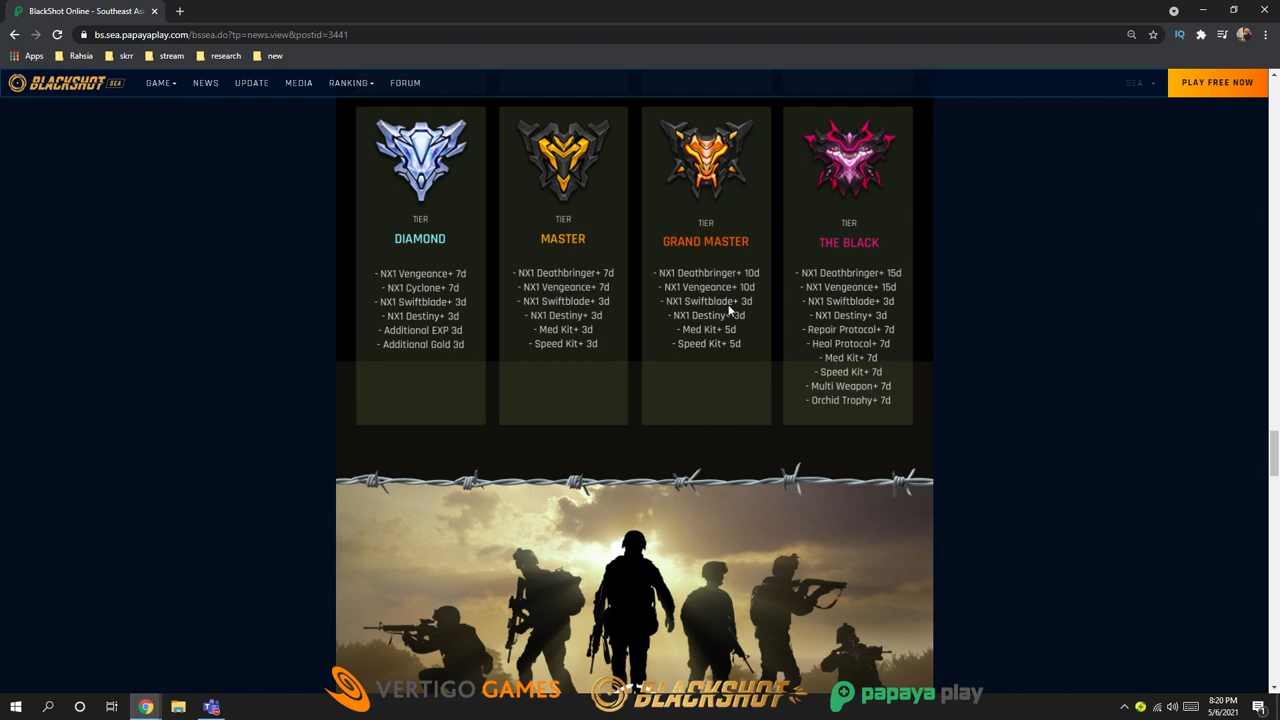 BlackShot Online - Southeast Asi
bs.sea.papayaplay.com/bssea.do?tp=news.view&postid=3441
IQ
Apps Rahsia skrr stream research new
BLACKSHOT SEA GAME NEWS UPDATE MEDIA RANKING FORUM SEA PLAY FREE NOW
TIER
DIAMOND
- NX1 Vengeance+ 7d
- NX1 Cyclone+ 7d
- NX1 Swiftblade+ 3d
- NX1 Destiny+ 3d
- Additional EXP 3d
- Additional Gold 3d
TIER
MASTER
- NX1 Deathbringer+ 7d
- NX1 Vengeance+ 7d
- NX1 Swiftblade+ 3d
- NX1 Destiny+ 3d
- Med Kit+ 3d
- Speed Kit+ 3d
TIER
GRAND MASTER
- NX1 Deathbringer+ 10d
- NX1 Vengeance+ 10d
- NX1 Swiftblade+ 3d
- NX1 Destiny+ 3d
- Med Kit+ 5d
- Speed Kit+ 5d
TIER
THE BLACK
- NX1 Deathbringer+ 15d
- NX1 Vengeance+ 15d
- NX1 Swiftblade+ 3d
- NX1 Destiny+ 3d
- Repair Protocol+ 7d
- Heal Protocol+ 7d
- Med Kit+ 7d
- Speed Kit+ 7d
- Multi Weapon+ 7d
- Orchid Trophy+ 7d
VERTIGO GAMES BLACKSHOT papaya play
8:20 PM
5/6/2021